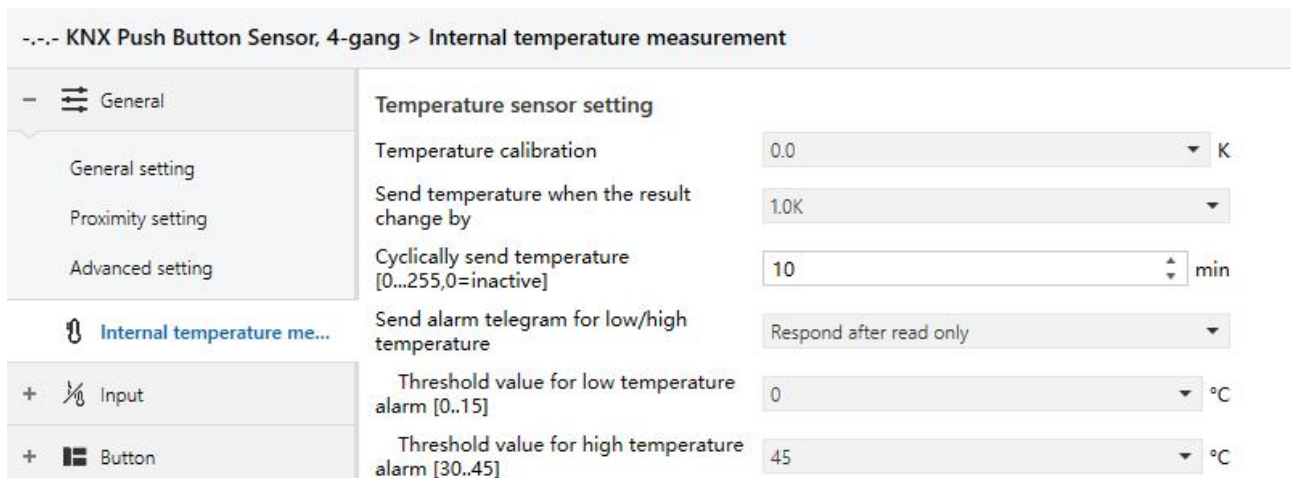 -.-.- KNX Push Button Sensor, 4-gang > Internal temperature measurement
General
General setting
Proximity setting
Advanced setting
Internal temperature me...
Input
Button
Temperature sensor setting
Temperature calibration
0.0
K
Send temperature when the result
change by
1.0K
Cyclically send temperature
[0...255,0=inactive]
10
min
Send alarm telegram for low/high
temperature
Respond after read only
Threshold value for low temperature
alarm [0..15]
0
°C
Threshold value for high temperature
alarm [30..45]
45
°C